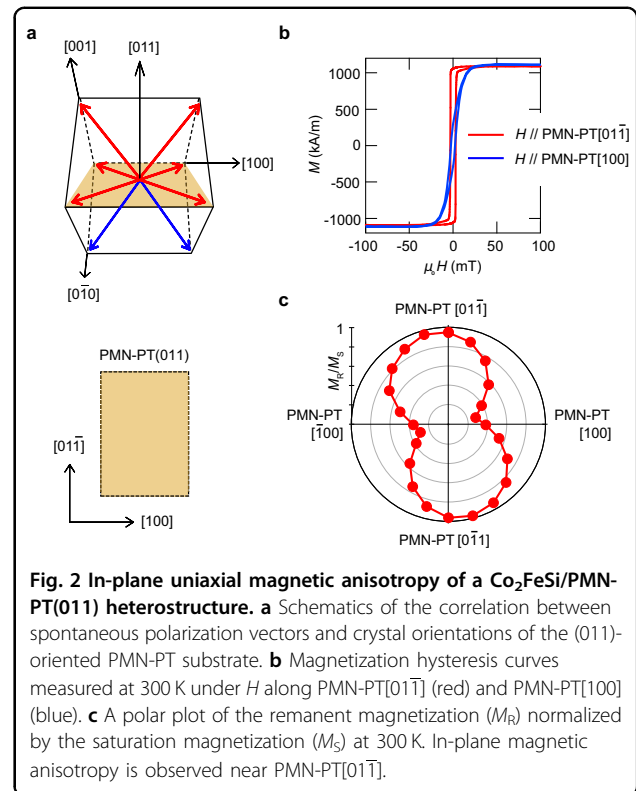 a
[001]
[011]
[100]
[01̄0]
PMN-PT(011)
[011̄]
[100]
b
M (kA/m)
1000
500
0
-500
-1000
-100
-50
0
50
100
μ₀H (mT)
H // PMN-PT[011̄]
H // PMN-PT[100]
c
PMN-PT [011̄]
1
M_R/M_S
PMN-PT
[1̄00]
PMN-PT
[100]
PMN-PT [01̄1]
Fig. 2 In-plane uniaxial magnetic anisotropy of a Co₂FeSi/PMN-
PT(011) heterostructure. a Schematics of the correlation between
spontaneous polarization vectors and crystal orientations of the (011)-
oriented PMN-PT substrate. b Magnetization hysteresis curves
measured at 300 K under H along PMN-PT[011̄] (red) and PMN-PT[100]
(blue). c A polar plot of the remanent magnetization (M_R) normalized
by the saturation magnetization (M_S) at 300 K. In-plane magnetic
anisotropy is observed near PMN-PT[011̄].